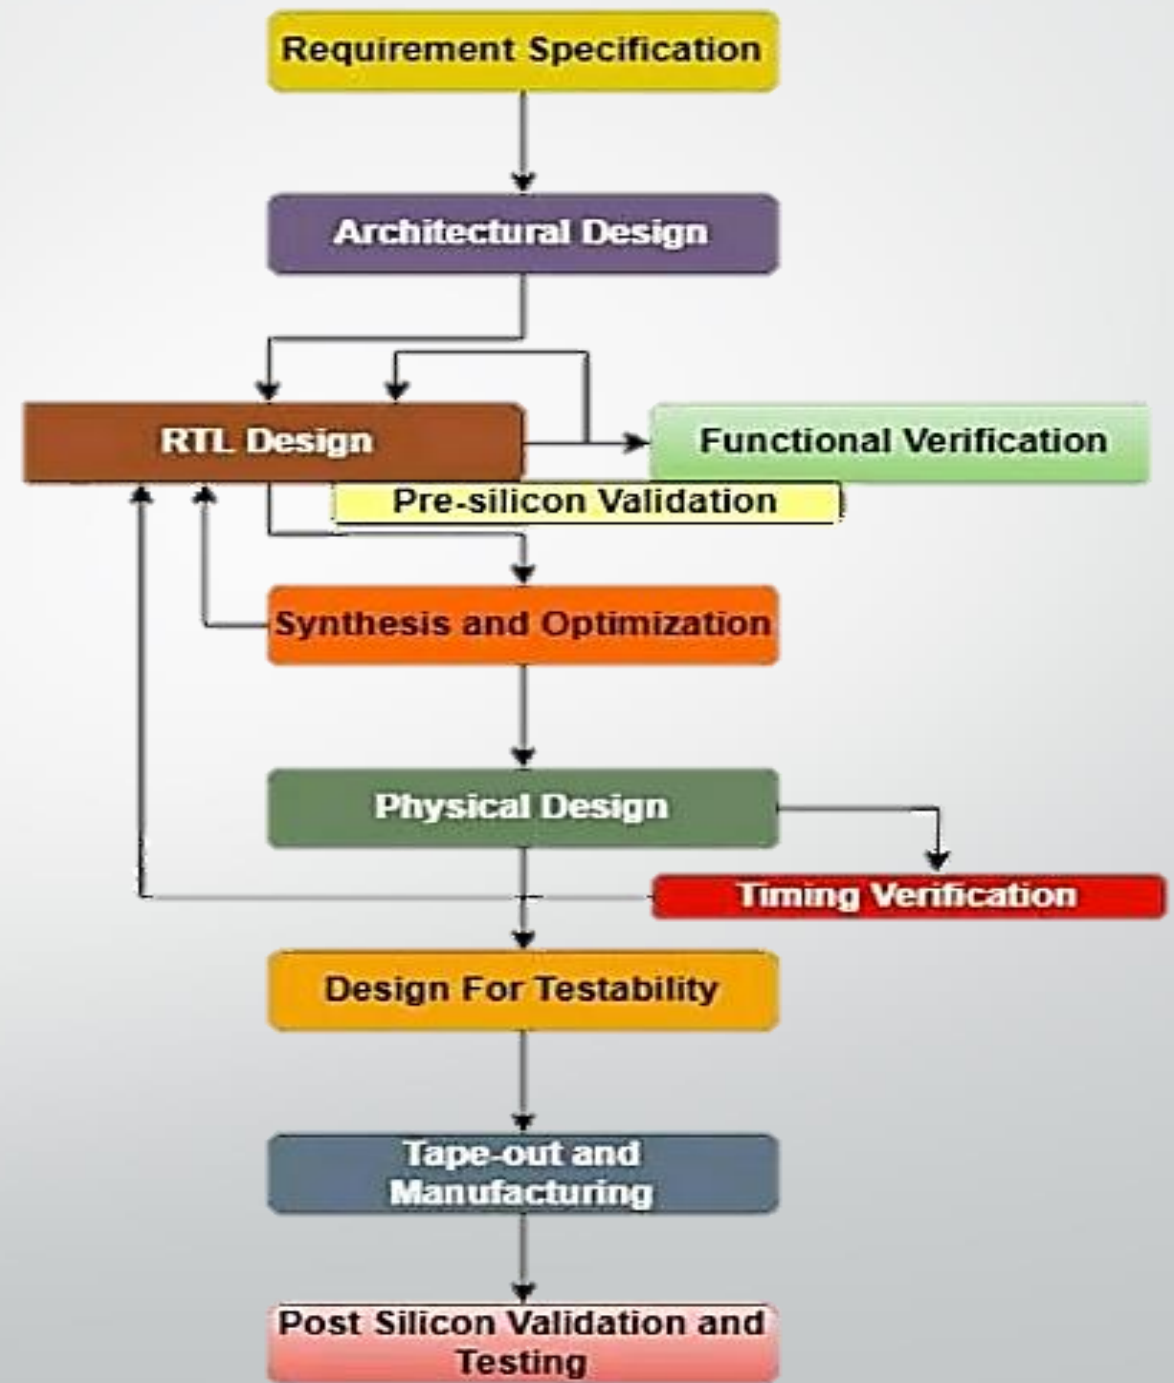 Requirement Specification
Architectural Design
RTL Design
Functional Verification
Pre-silicon Validation
Synthesis and Optimization
Physical Design
Timing Verification
Design For Testability
Tape-out and
Manufacturing
Post Silicon Validation and
Testing